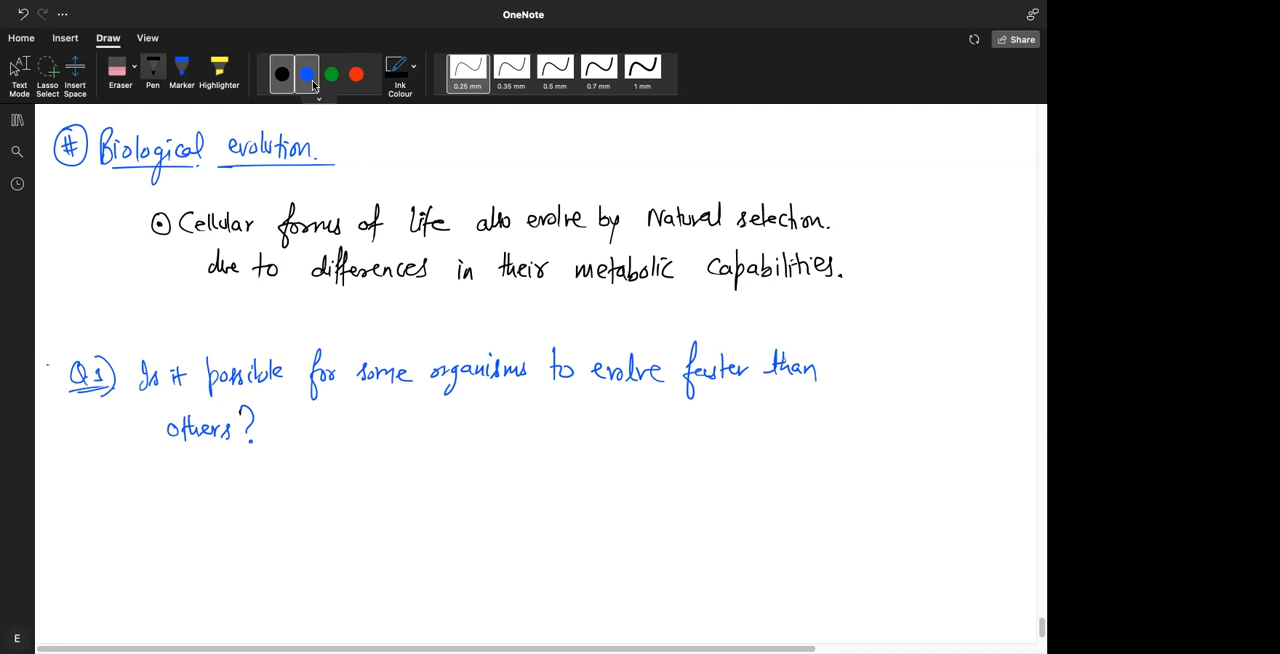 OneNote
Home Insert Draw View
Share
Text Mode
Lasso Select
Insert Space
Eraser
Pen
Marker
Highlighter
Ink Colour
0.25 mm
0.35 mm
0.5 mm
0.7 mm
1 mm
# Biological evolution.
⊙ Cellular forms of life also evolve by Natural selection.
due to differences in their metabolic capabilities.
Q1) Is it possible for some organisms to evolve faster than
others?
E